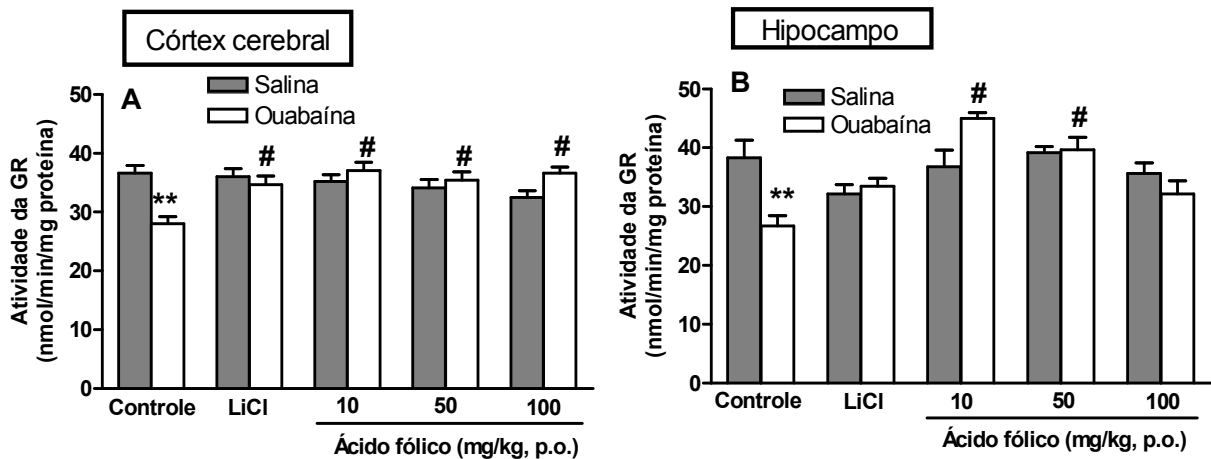 Córtex cerebral
A
Salina
Ouabaína
Atividade da GR
(nmol/min/mg proteína)
50
40
30
20
10
0
**
#
#
#
#
Controle
LiCl
10
50
100
Ácido fólico (mg/kg, p.o.)
Hipocampo
B
Salina
Ouabaína
Atividade da GR
(nmol/min/mg proteína)
50
40
30
20
10
0
**
#
#
Controle
LiCl
10
50
100
Ácido fólico (mg/kg, p.o.)